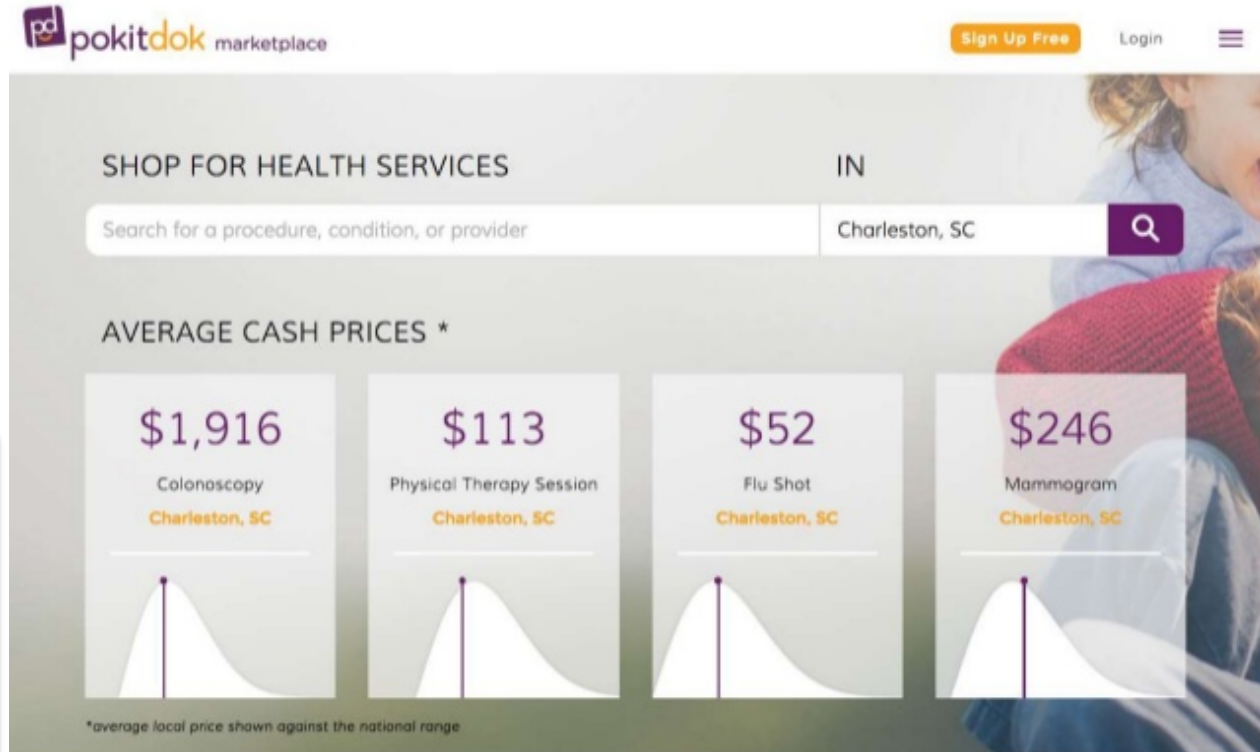 pd pokitdok marketplace
Sign Up Free
Login
SHOP FOR HEALTH SERVICES
IN
Search for a procedure, condition, or provider
Charleston, SC
AVERAGE CASH PRICES *
$1,916
Colonoscopy
Charleston, SC
$113
Physical Therapy Session
Charleston, SC
$52
Flu Shot
Charleston, SC
$246
Mammogram
Charleston, SC
*average local price shown against the national range